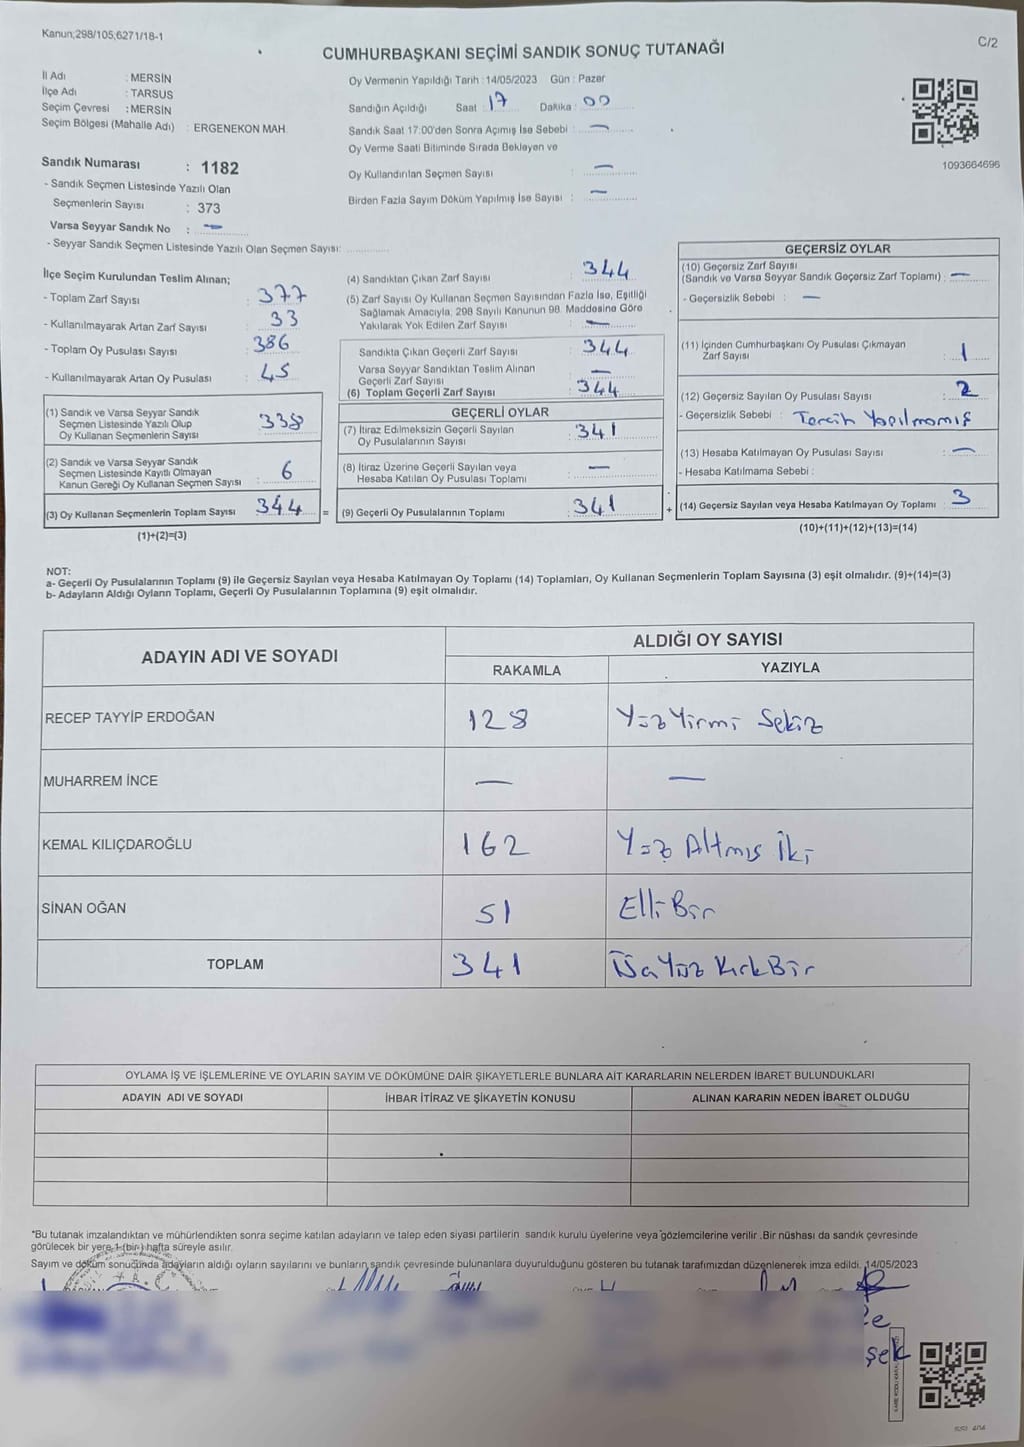 Kanun;298/105,6271/18-1
C/2
CUMHURBAŞKANI SEÇİMİ SANDIK SONUÇ TUTANAĞI
İl Adı : MERSİN
İlçe Adı : TARSUS
Seçim Çevresi : MERSİN
Seçim Bölgesi (Mahalle Adı) : ERGENEKON MAH.
Sandık Numarası : 1182
- Sandık Seçmen Listesinde Yazılı Olan
Seçmenlerin Sayısı : 373
Varsa Seyyar Sandık No : —
- Seyyar Sandık Seçmen Listesinde Yazılı Olan Seçmen Sayısı: ..............
Oy Vermenin Yapıldığı Tarih : 14/05/2023 Gün : Pazar
Sandığın Açıldığı Saat : 17 Dakika : 00
Sandık Saat 17:00'den Sonra Açımış İse Sebebi : —
Oy Verme Saati Bitiminde Sırada Bekleyen ve
Oy Kullandırılan Seçmen Sayısı : —
Birden Fazla Sayım Döküm Yapılmış İse Sayısı : —
1093664696
İlçe Seçim Kurulundan Teslim Alınan;
- Toplam Zarf Sayısı : 377
- Kullanılmayarak Artan Zarf Sayısı : 33
- Toplam Oy Pusulası Sayısı : 386
- Kullanılmayarak Artan Oy Pusulası : 45
(1) Sandık ve Varsa Seyyar Sandık
Seçmen Listesinde Yazılı Olup
Oy Kullanan Seçmenlerin Sayısı : 338
(2) Sandık ve Varsa Seyyar Sandık
Seçmen Listesinde Kayıtlı Olmayan
Kanun Gereği Oy Kullanan Seçmen Sayısı : 6
(3) Oy Kullanan Seçmenlerin Toplam Sayısı : 344 =
(1)+(2)=(3)
(4) Sandıktan Çıkan Zarf Sayısı : 344
(5) Zarf Sayısı Oy Kullanan Seçmen Sayısından Fazla İse, Eşitliği
Sağlamak Amacıyla, 298 Sayılı Kanunun 98. Maddesine Göre
Yakılarak Yok Edilen Zarf Sayısı : —
Sandıkta Çıkan Geçerli Zarf Sayısı : 344
Varsa Seyyar Sandıktan Teslim Alınan
Geçerli Zarf Sayısı : —
(6) Toplam Geçerli Zarf Sayısı : 344
GEÇERLİ OYLAR
(7) İtiraz Edilmeksizin Geçerli Sayılan
Oy Pusulalarının Sayısı : 341
(8) İtiraz Üzerine Geçerli Sayılan veya
Hesaba Katılan Oy Pusulası Toplamı : —
(9) Geçerli Oy Pusulalarının Toplamı : 341 +
GEÇERSİZ OYLAR
(10) Geçersiz Zarf Sayısı
(Sandık ve Varsa Seyyar Sandık Geçersiz Zarf Toplamı) : —
- Geçersizlik Sebebi : —
(11) İçinden Cumhurbaşkanı Oy Pusulası Çıkmayan
Zarf Sayısı : 1
(12) Geçersiz Sayılan Oy Pusulası Sayısı : 2
- Geçersizlik Sebebi : Tercih Yapılmamış
(13) Hesaba Katılmayan Oy Pusulası Sayısı : —
- Hesaba Katılmama Sebebi :
(14) Geçersiz Sayılan veya Hesaba Katılmayan Oy Toplamı : 3
(10)+(11)+(12)+(13)=(14)
NOT:
a- Geçerli Oy Pusulalarının Toplamı (9) ile Geçersiz Sayılan veya Hesaba Katılmayan Oy Toplamı (14) Toplamları, Oy Kullanan Seçmenlerin Toplam Sayısına (3) eşit olmalıdır. (9)+(14)=(3)
b- Adayların Aldığı Oyların Toplamı, Geçerli Oy Pusulalarının Toplamına (9) eşit olmalıdır.
ADAYIN ADI VE SOYADI ALDIĞI OY SAYISI
RAKAMLA YAZIYLA
RECEP TAYYİP ERDOĞAN 128 Yüz Yirmi Sekiz
MUHARREM İNCE — —
KEMAL KILIÇDAROĞLU 162 Yüz Altmış İki
SİNAN OĞAN 51 Elli Bir
TOPLAM 341 Üç Yüz Kırk Bir
OYLAMA İŞ VE İŞLEMLERİNE VE OYLARIN SAYIM VE DÖKÜMÜNE DAİR ŞİKAYETLERLE BUNLARA AİT KARARLARIN NELERDEN İBARET BULUNDUKLARI
ADAYIN ADI VE SOYADI İHBAR İTİRAZ VE ŞİKAYETİN KONUSU ALINAN KARARIN NEDEN İBARET OLDUĞU
*Bu tutanak imzalandıktan ve mühürlendikten sonra seçime katılan adayların ve talep eden siyasi partilerin sandık kurulu üyelerine veya gözlemcilerine verilir .Bir nüshası da sandık çevresinde
görülecek bir yere 1 (bir) hafta süreyle asılır.
Sayım ve döküm sonucunda adayların aldığı oyların sayılarını ve bunların sandık çevresinde bulunanlara duyurulduğunu gösteren bu tutanak tarafımızdan düzenlenerek imza edildi. 14/05/2023
şek